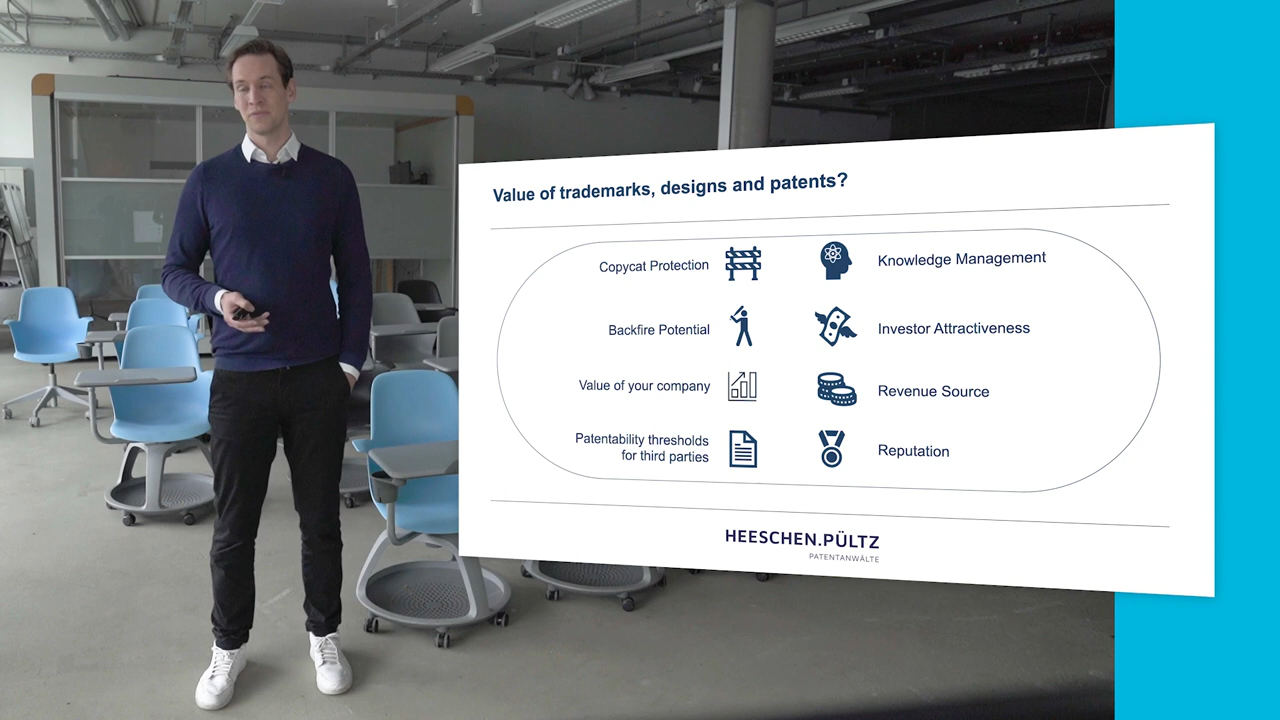 Value of trademarks, designs and patents?
Copycat Protection
Knowledge Management
Backfire Potential
Investor Attractiveness
Value of your company
Revenue Source
Patentability thresholds
for third parties
Reputation
HEESCHEN.PÜLTZ
PATENTANWÄLTE